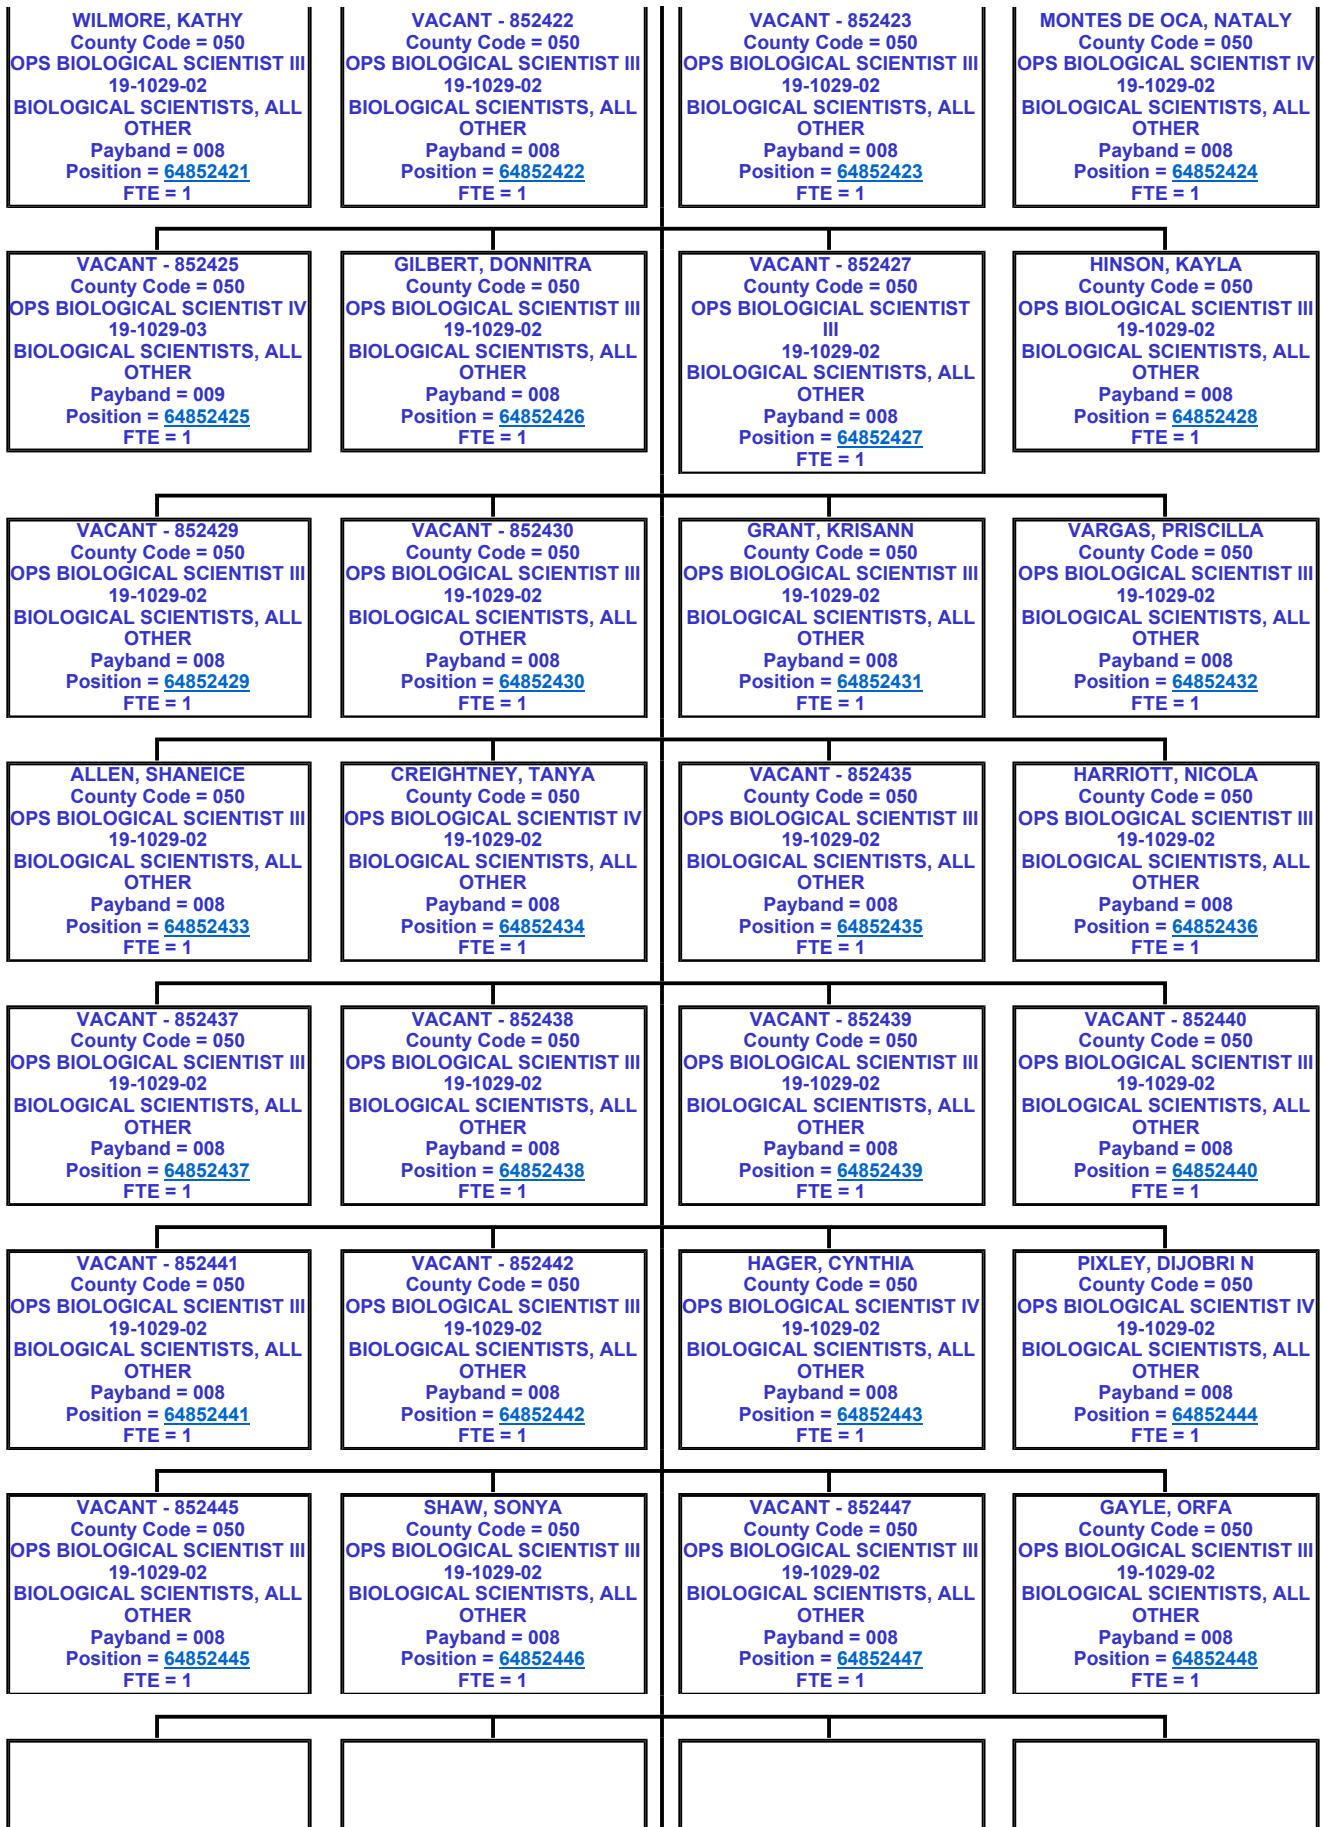 WILMORE, KATHY
County Code = 050
OPS BIOLOGICAL SCIENTIST III
19-1029-02
BIOLOGICAL SCIENTISTS, ALL
OTHER
Payband = 008
Position = 64852421
FTE = 1
VACANT - 852422
County Code = 050
OPS BIOLOGICAL SCIENTIST III
19-1029-02
BIOLOGICAL SCIENTISTS, ALL
OTHER
Payband = 008
Position = 64852422
FTE = 1
VACANT - 852423
County Code = 050
OPS BIOLOGICAL SCIENTIST III
19-1029-02
BIOLOGICAL SCIENTISTS, ALL
OTHER
Payband = 008
Position = 64852423
FTE = 1
MONTES DE OCA, NATALY
County Code = 050
OPS BIOLOGICAL SCIENTIST IV
19-1029-02
BIOLOGICAL SCIENTISTS, ALL
OTHER
Payband = 008
Position = 64852424
FTE = 1
VACANT - 852425
County Code = 050
OPS BIOLOGICAL SCIENTIST IV
19-1029-03
BIOLOGICAL SCIENTISTS, ALL
OTHER
Payband = 009
Position = 64852425
FTE = 1
GILBERT, DONNITRA
County Code = 050
OPS BIOLOGICAL SCIENTIST III
19-1029-02
BIOLOGICAL SCIENTISTS, ALL
OTHER
Payband = 008
Position = 64852426
FTE = 1
VACANT - 852427
County Code = 050
OPS BIOLOGICIAL SCIENTIST
III
19-1029-02
BIOLOGICAL SCIENTISTS, ALL
OTHER
Payband = 008
Position = 64852427
FTE = 1
HINSON, KAYLA
County Code = 050
OPS BIOLOGICAL SCIENTIST III
19-1029-02
BIOLOGICAL SCIENTISTS, ALL
OTHER
Payband = 008
Position = 64852428
FTE = 1
VACANT - 852429
County Code = 050
OPS BIOLOGICAL SCIENTIST III
19-1029-02
BIOLOGICAL SCIENTISTS, ALL
OTHER
Payband = 008
Position = 64852429
FTE = 1
VACANT - 852430
County Code = 050
OPS BIOLOGICAL SCIENTIST III
19-1029-02
BIOLOGICAL SCIENTISTS, ALL
OTHER
Payband = 008
Position = 64852430
FTE = 1
GRANT, KRISANN
County Code = 050
OPS BIOLOGICAL SCIENTIST III
19-1029-02
BIOLOGICAL SCIENTISTS, ALL
OTHER
Payband = 008
Position = 64852431
FTE = 1
VARGAS, PRISCILLA
County Code = 050
OPS BIOLOGICAL SCIENTIST III
19-1029-02
BIOLOGICAL SCIENTISTS, ALL
OTHER
Payband = 008
Position = 64852432
FTE = 1
ALLEN, SHANEICE
County Code = 050
OPS BIOLOGICAL SCIENTIST III
19-1029-02
BIOLOGICAL SCIENTISTS, ALL
OTHER
Payband = 008
Position = 64852433
FTE = 1
CREIGHTNEY, TANYA
County Code = 050
OPS BIOLOGICAL SCIENTIST IV
19-1029-02
BIOLOGICAL SCIENTISTS, ALL
OTHER
Payband = 008
Position = 64852434
FTE = 1
VACANT - 852435
County Code = 050
OPS BIOLOGICAL SCIENTIST III
19-1029-02
BIOLOGICAL SCIENTISTS, ALL
OTHER
Payband = 008
Position = 64852435
FTE = 1
HARRIOTT, NICOLA
County Code = 050
OPS BIOLOGICAL SCIENTIST III
19-1029-02
BIOLOGICAL SCIENTISTS, ALL
OTHER
Payband = 008
Position = 64852436
FTE = 1
VACANT - 852437
County Code = 050
OPS BIOLOGICAL SCIENTIST III
19-1029-02
BIOLOGICAL SCIENTISTS, ALL
OTHER
Payband = 008
Position = 64852437
FTE = 1
VACANT - 852438
County Code = 050
OPS BIOLOGICAL SCIENTIST III
19-1029-02
BIOLOGICAL SCIENTISTS, ALL
OTHER
Payband = 008
Position = 64852438
FTE = 1
VACANT - 852439
County Code = 050
OPS BIOLOGICAL SCIENTIST III
19-1029-02
BIOLOGICAL SCIENTISTS, ALL
OTHER
Payband = 008
Position = 64852439
FTE = 1
VACANT - 852440
County Code = 050
OPS BIOLOGICAL SCIENTIST III
19-1029-02
BIOLOGICAL SCIENTISTS, ALL
OTHER
Payband = 008
Position = 64852440
FTE = 1
VACANT - 852441
County Code = 050
OPS BIOLOGICAL SCIENTIST III
19-1029-02
BIOLOGICAL SCIENTISTS, ALL
OTHER
Payband = 008
Position = 64852441
FTE = 1
VACANT - 852442
County Code = 050
OPS BIOLOGICAL SCIENTIST III
19-1029-02
BIOLOGICAL SCIENTISTS, ALL
OTHER
Payband = 008
Position = 64852442
FTE = 1
HAGER, CYNTHIA
County Code = 050
OPS BIOLOGICAL SCIENTIST IV
19-1029-02
BIOLOGICAL SCIENTISTS, ALL
OTHER
Payband = 008
Position = 64852443
FTE = 1
PIXLEY, DIJOBRI N
County Code = 050
OPS BIOLOGICAL SCIENTIST IV
19-1029-02
BIOLOGICAL SCIENTISTS, ALL
OTHER
Payband = 008
Position = 64852444
FTE = 1
VACANT - 852445
County Code = 050
OPS BIOLOGICAL SCIENTIST III
19-1029-02
BIOLOGICAL SCIENTISTS, ALL
OTHER
Payband = 008
Position = 64852445
FTE = 1
SHAW, SONYA
County Code = 050
OPS BIOLOGICAL SCIENTIST III
19-1029-02
BIOLOGICAL SCIENTISTS, ALL
OTHER
Payband = 008
Position = 64852446
FTE = 1
VACANT - 852447
County Code = 050
OPS BIOLOGICAL SCIENTIST III
19-1029-02
BIOLOGICAL SCIENTISTS, ALL
OTHER
Payband = 008
Position = 64852447
FTE = 1
GAYLE, ORFA
County Code = 050
OPS BIOLOGICAL SCIENTIST III
19-1029-02
BIOLOGICAL SCIENTISTS, ALL
OTHER
Payband = 008
Position = 64852448
FTE = 1